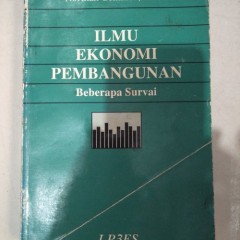 ILMU
EKONOMI
PEMBANGUNAN
Beberapa Survai
LP3ES